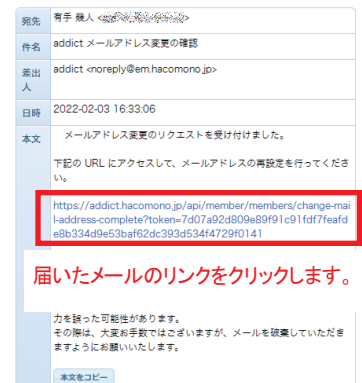 宛先 有手 幾人
件名 addict メールアドレス変更の確認
差出人 addict <noreply@em.hacomono.jp>
日時 2022-02-03 16:33:06
本文 メールアドレス変更のリクエストを受け付けました。
下記の URL にアクセスして、メールアドレスの再設定を行ってくださ
い。
https://addict.hacomono.jp/api/member/members/change-mai
l-address-complete?token=7d07a92d809e89f91c91fdf7feafd
e8b334d9e53baf62dc393d534f4729f0141
届いたメールのリンクをクリックします。
力を誤った可能性があります。
その際は、大変お手数ではございますが、メールを破棄していただき
ますようにお願いいたします。
本文をコピー